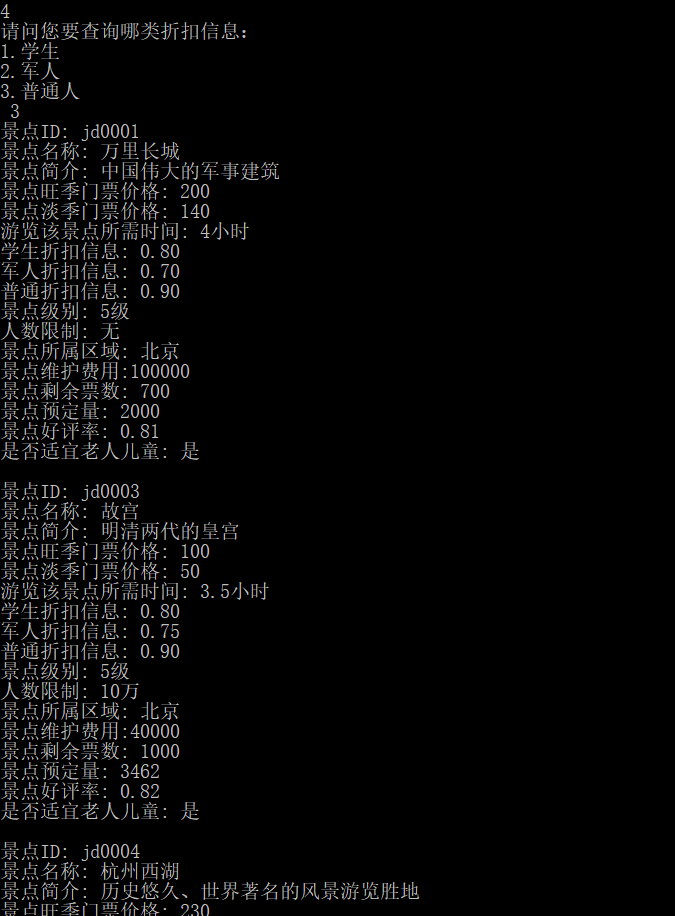 4
请问您要查询哪类折扣信息：
1.学生
2.军人
3.普通人
3
景点ID: jd0001
景点名称: 万里长城
景点简介: 中国伟大的军事建筑
景点旺季门票价格: 200
景点淡季门票价格: 140
游览该景点所需时间: 4小时
学生折扣信息: 0.80
军人折扣信息: 0.70
普通折扣信息: 0.90
景点级别: 5级
人数限制: 无
景点所属区域: 北京
景点维护费用:100000
景点剩余票数: 700
景点预定量: 2000
景点好评率: 0.81
是否适宜老人儿童: 是
景点ID: jd0003
景点名称: 故宫
景点简介: 明清两代的皇宫
景点旺季门票价格: 100
景点淡季门票价格: 50
游览该景点所需时间: 3.5小时
学生折扣信息: 0.80
军人折扣信息: 0.75
普通折扣信息: 0.90
景点级别: 5级
人数限制: 10万
景点所属区域: 北京
景点维护费用:40000
景点剩余票数: 1000
景点预定量: 3462
景点好评率: 0.82
是否适宜老人儿童: 是
景点ID: jd0004
景点名称: 杭州西湖
景点简介: 历史悠久、世界著名的风景游览胜地
景点旺季门票价格: 230